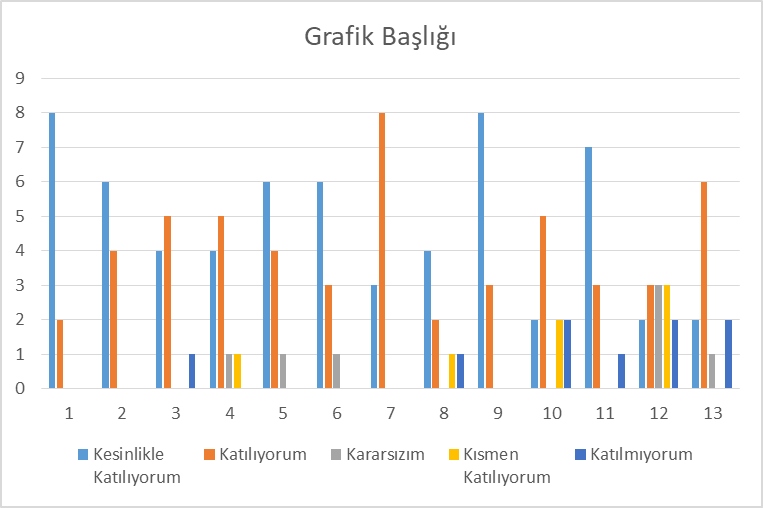 Grafik Başlığı
9
8
7
6
5
4
3
2
1
0
1 2 3 4 5 6 7 8 9 10 11 12 13
Kesinlikle Katılıyorum Kararsızım Kısmen Katılmıyorum
Katılıyorum Katılıyorum